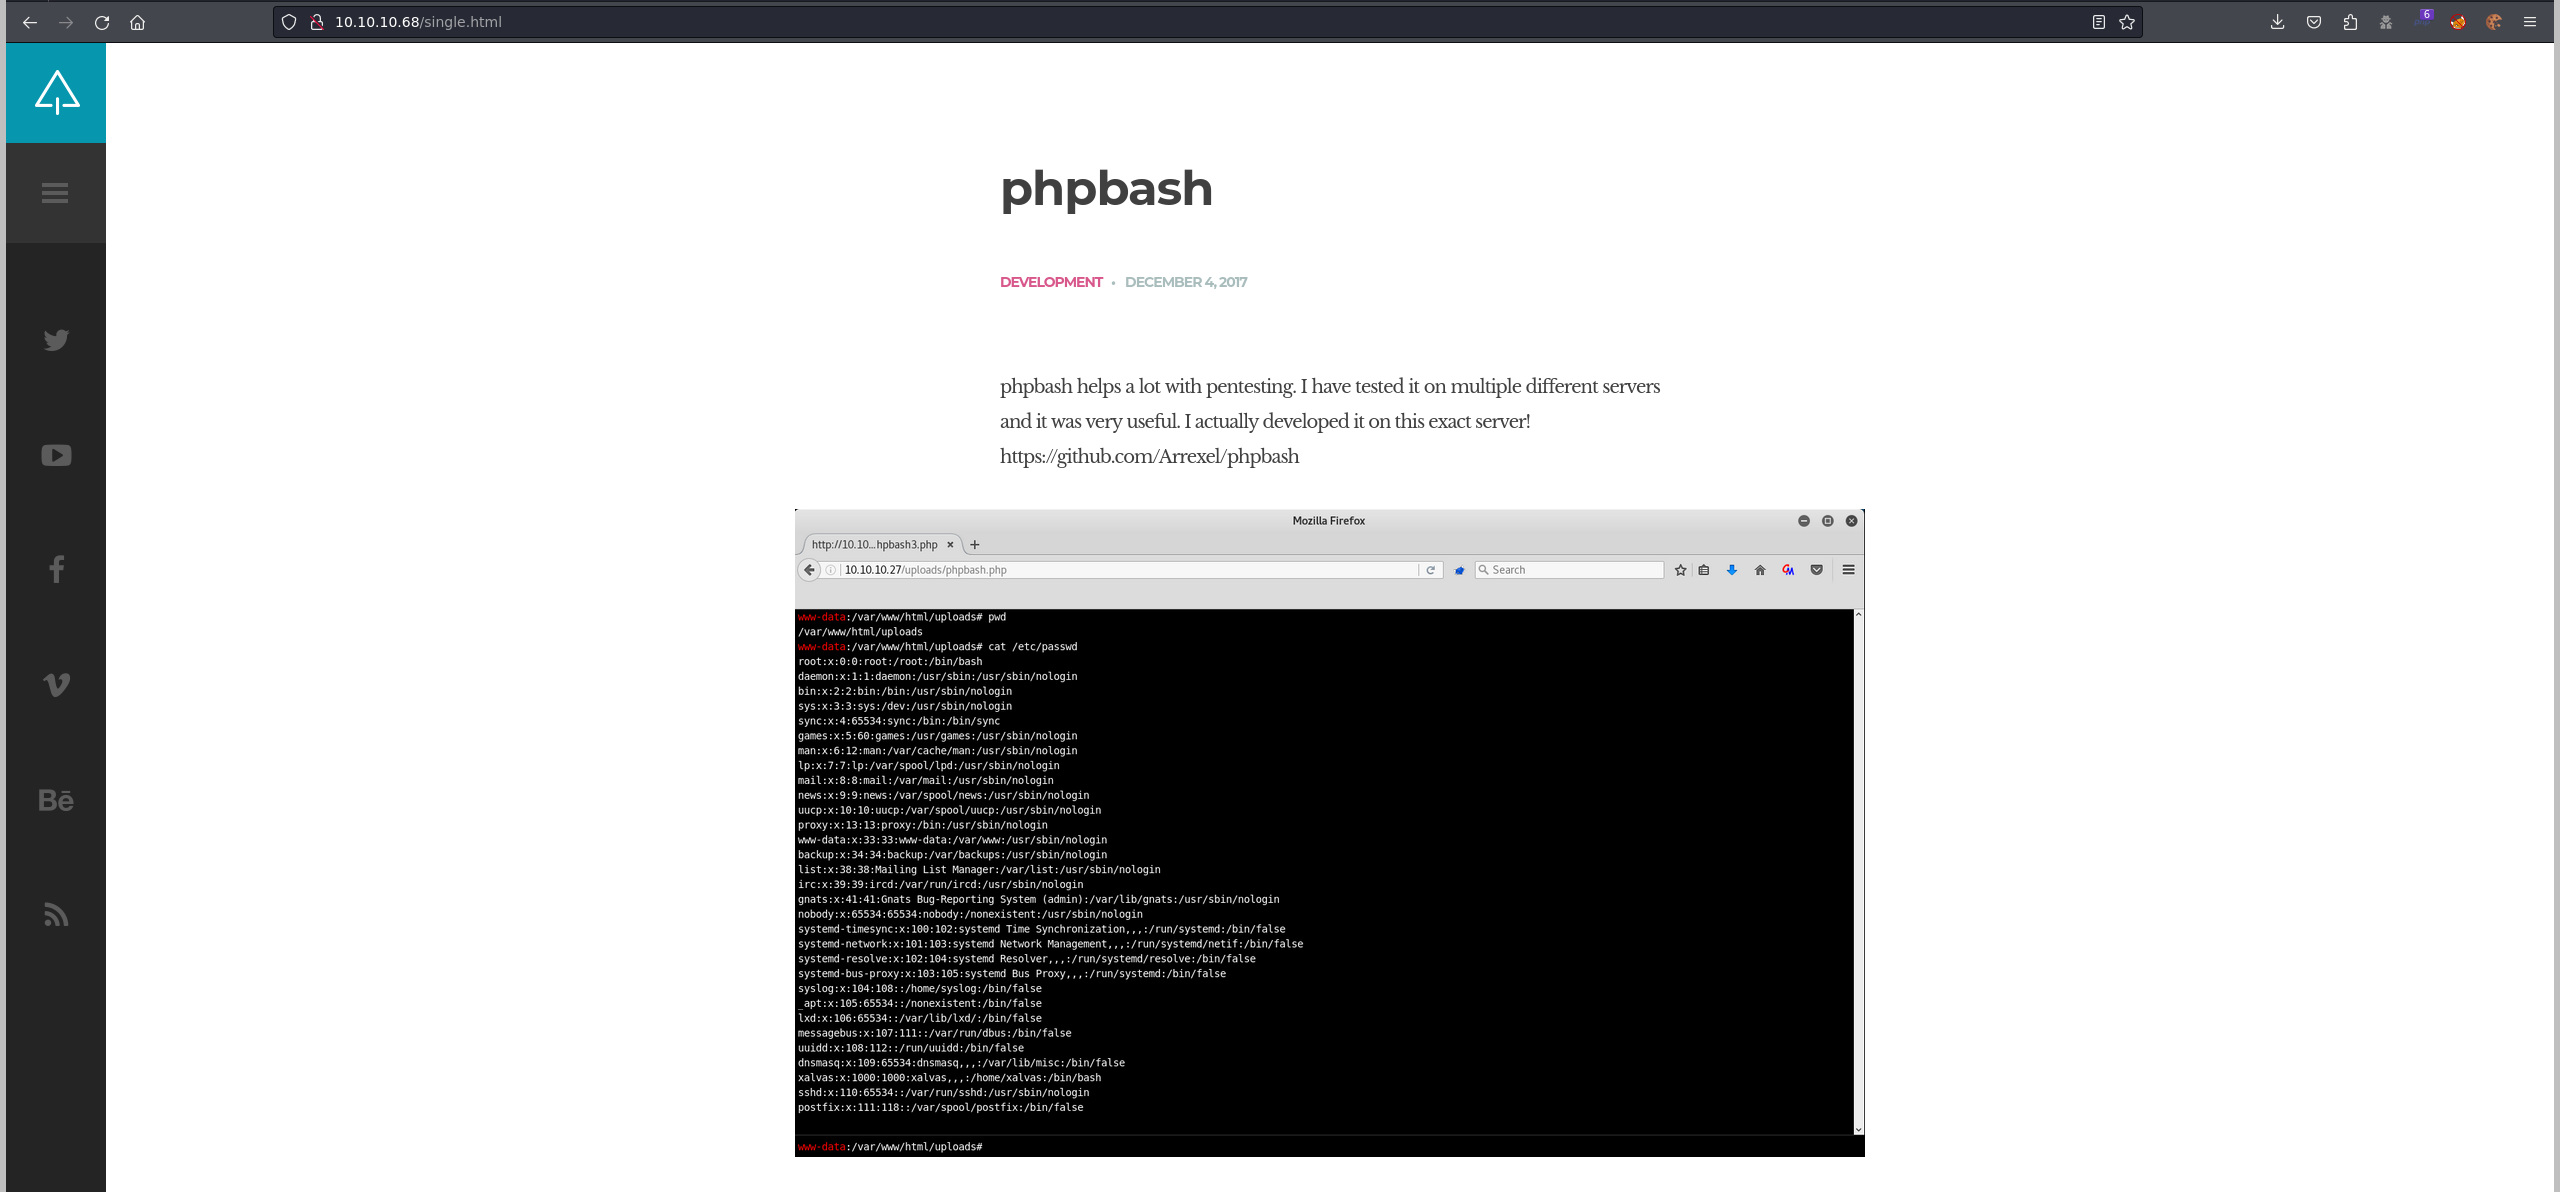 10.10.10.68/single.html
6
phpbash
DEVELOPMENT • DECEMBER 4, 2017
phpbash helps a lot with pentesting. I have tested it on multiple different servers
and it was very useful. I actually developed it on this exact server!
https://github.com/Arrexel/phpbash
Mozilla Firefox
http://10.10...hpbash3.php
10.10.10.27/uploads/phpbash.php
Search
www-data:/var/www/html/uploads# pwd
/var/www/html/uploads
www-data:/var/www/html/uploads# cat /etc/passwd
root:x:0:0:root:/root:/bin/bash
daemon:x:1:1:daemon:/usr/sbin:/usr/sbin/nologin
bin:x:2:2:bin:/bin:/usr/sbin/nologin
sys:x:3:3:sys:/dev:/usr/sbin/nologin
sync:x:4:65534:sync:/bin:/bin/sync
games:x:5:60:games:/usr/games:/usr/sbin/nologin
man:x:6:12:man:/var/cache/man:/usr/sbin/nologin
lp:x:7:7:lp:/var/spool/lpd:/usr/sbin/nologin
mail:x:8:8:mail:/var/mail:/usr/sbin/nologin
news:x:9:9:news:/var/spool/news:/usr/sbin/nologin
uucp:x:10:10:uucp:/var/spool/uucp:/usr/sbin/nologin
proxy:x:13:13:proxy:/bin:/usr/sbin/nologin
www-data:x:33:33:www-data:/var/www:/usr/sbin/nologin
backup:x:34:34:backup:/var/backups:/usr/sbin/nologin
list:x:38:38:Mailing List Manager:/var/list:/usr/sbin/nologin
irc:x:39:39:ircd:/var/run/ircd:/usr/sbin/nologin
gnats:x:41:41:Gnats Bug-Reporting System (admin):/var/lib/gnats:/usr/sbin/nologin
nobody:x:65534:65534:nobody:/nonexistent:/usr/sbin/nologin
systemd-timesync:x:100:102:systemd Time Synchronization,,,:/run/systemd:/bin/false
systemd-network:x:101:103:systemd Network Management,,,:/run/systemd/netif:/bin/false
systemd-resolve:x:102:104:systemd Resolver,,,:/run/systemd/resolve:/bin/false
systemd-bus-proxy:x:103:105:systemd Bus Proxy,,,:/run/systemd:/bin/false
syslog:x:104:108::/home/syslog:/bin/false
_apt:x:105:65534::/nonexistent:/bin/false
lxd:x:106:65534::/var/lib/lxd/:/bin/false
messagebus:x:107:111::/var/run/dbus:/bin/false
uuidd:x:108:112::/run/uuidd:/bin/false
dnsmasq:x:109:65534:dnsmasq,,,:/var/lib/misc:/bin/false
xalvas:x:1000:1000:xalvas,,,:/home/xalvas:/bin/bash
sshd:x:110:65534::/var/run/sshd:/usr/sbin/nologin
postfix:x:111:118::/var/spool/postfix:/bin/false
www-data:/var/www/html/uploads#
Bē